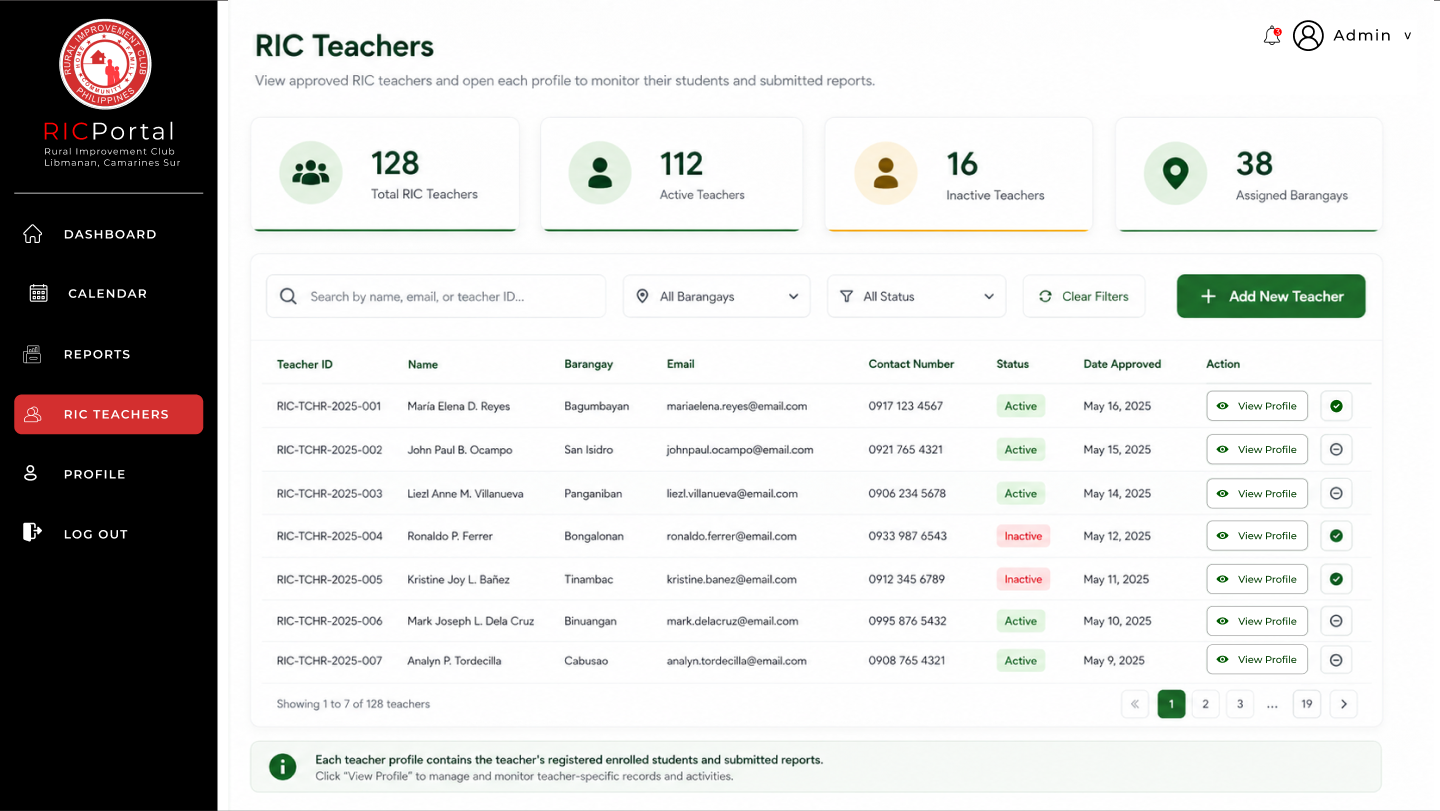 RURAL IMPROVEMENT CLUB
HOME FAMILY
COMMUNITY
PHILIPPINES
RICPortal
Rural Improvement Club
Libmanan, Camarines Sur
DASHBOARD
CALENDAR
REPORTS
RIC TEACHERS
PROFILE
LOG OUT
RIC Teachers
3 Admin
View approved RIC teachers and open each profile to monitor their students and submitted reports.
128
Total RIC Teachers
112
Active Teachers
16
Inactive Teachers
38
Assigned Barangays
Search by name, email, or teacher ID... All Barangays All Status Clear Filters + Add New Teacher
Teacher ID Name Barangay Email Contact Number Status Date Approved Action
RIC-TCHR-2025-001 María Elena D. Reyes Bagumbayan mariaelena.reyes@email.com 0917 123 4567 Active May 16, 2025 View Profile
RIC-TCHR-2025-002 John Paul B. Ocampo San Isidro johnpaul.ocampo@email.com 0921 765 4321 Active May 15, 2025 View Profile
RIC-TCHR-2025-003 Liezl Anne M. Villanueva Panganiban liezl.villanueva@email.com 0906 234 5678 Active May 14, 2025 View Profile
RIC-TCHR-2025-004 Ronaldo P. Ferrer Bongalonan ronaldo.ferrer@email.com 0933 987 6543 Inactive May 12, 2025 View Profile
RIC-TCHR-2025-005 Kristine Joy L. Bañez Tinambac kristine.banez@email.com 0912 345 6789 Inactive May 11, 2025 View Profile
RIC-TCHR-2025-006 Mark Joseph L. Dela Cruz Binuangan mark.delacruz@email.com 0995 876 5432 Active May 10, 2025 View Profile
RIC-TCHR-2025-007 Analyn P. Tordecilla Cabusao analyn.tordecilla@email.com 0908 765 4321 Active May 9, 2025 View Profile
Showing 1 to 7 of 128 teachers « 1 2 3 ... 19 >
Each teacher profile contains the teacher's registered enrolled students and submitted reports.
Click “View Profile” to manage and monitor teacher-specific records and activities.